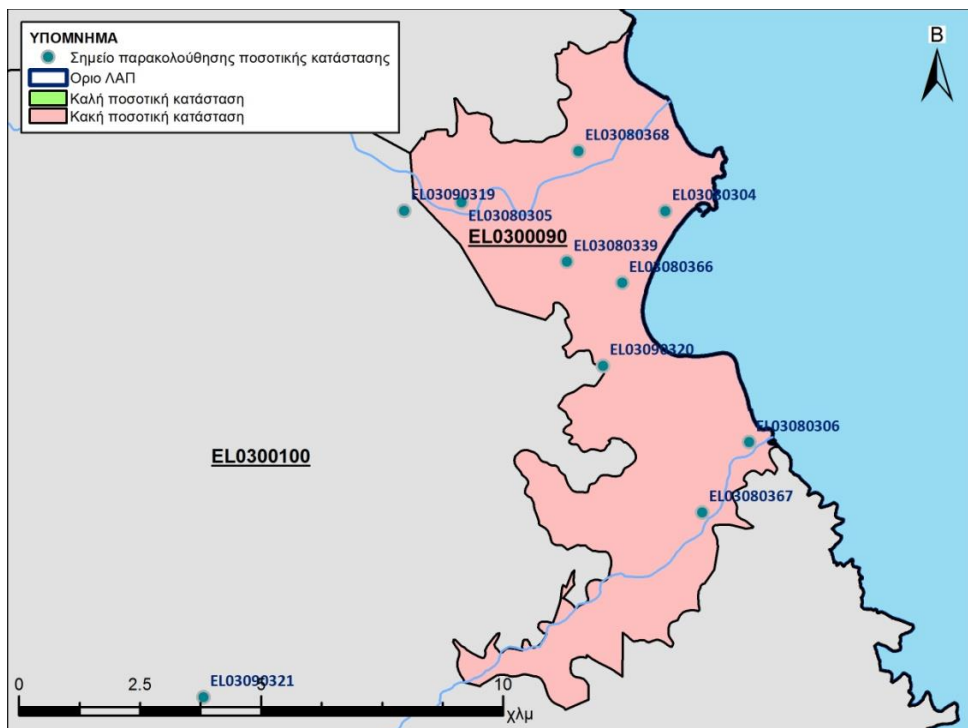 ΥΠΟΜΝΗΜΑ
Σημείο παρακολούθησης ποσοτικής κατάστασης
Οριο ΛΑΠ
Καλή ποσοτική κατάσταση
Κακή ποσοτική κατάσταση
Β
EL03080368
EL03090319
EL03080305
EL03080304
EL0300090
EL03080339
EL03080366
EL03090320
EL03080306
EL0300100
EL03080367
EL03090321
0 2.5 5 10
χλμ